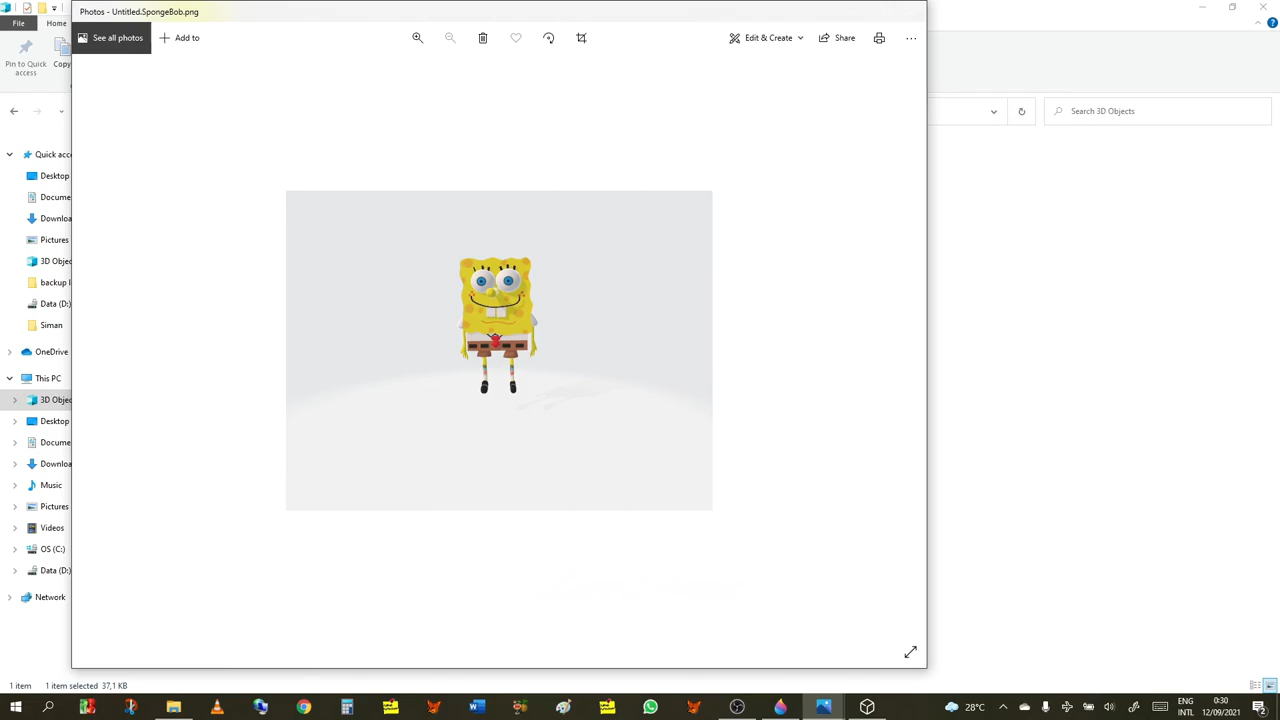 Photos - Untitled.SpongeBob.png
File
Home
See all photos
Add to
Edit & Create
Share
Pin to Quick
access
Copy
Search 3D Objects
Quick acc
Desktop
Docume
Downloa
Pictures
3D Objec
backup l
Data (D:)
Siman
OneDrive
This PC
3D Objec
Desktop
Docume
Downloa
Music
Pictures
Videos
OS (C:)
Data (D:)
Network
1 item
1 item selected 37,1 KB
28°C
ENG
INTL
0:30
12/09/2021